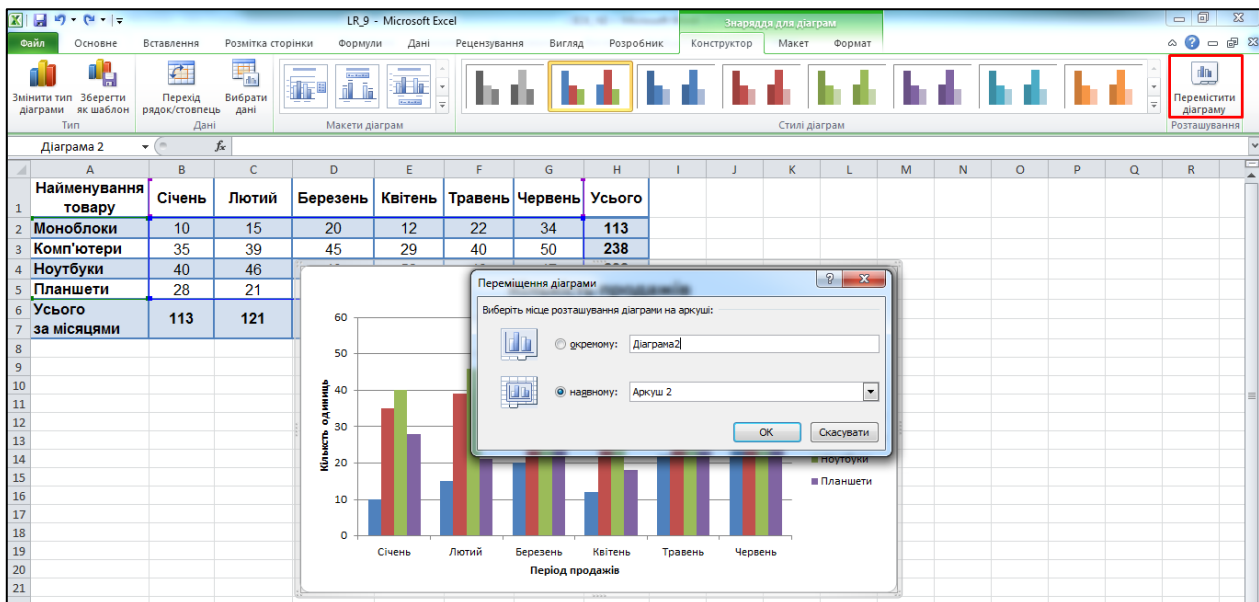 LR_9 - Microsoft Excel
Знаряддя для діаграм
Файл Основне Вставлення Розмітка сторінки Формули Дані Рецензування Вигляд Розробник Конструктор Макет Формат
Змінити тип діаграми
Зберегти як шаблон
Перехід рядок/стовпець
Вибрати дані
Перемістити діаграму
Тип Дані Макети діаграм Стилі діаграм Розташування
Діаграма 2 fx
A B C D E F G H I J K L M N O P Q R
1 Найменування товару Січень Лютий Березень Квітень Травень Червень Усього
2 Моноблоки 10 15 20 12 22 34 113
3 Комп'ютери 35 39 45 29 40 50 238
4 Ноутбуки 40 46
5 Планшети 28 21
6 Усього
7 за місяцями 113 121
8
9
10
11
12
13
14
15
16
17
18
19
20
21
Переміщення діаграми
Виберіть місце розташування діаграми на аркуші:
окремому: Діаграма2
наявному: Аркуш 2
ОК Скасувати
60
50
40
30
20
10
0
Кількість одиниць
Січень Лютий Березень Квітень Травень Червень
Період продажів
Ноутбуки
Планшети